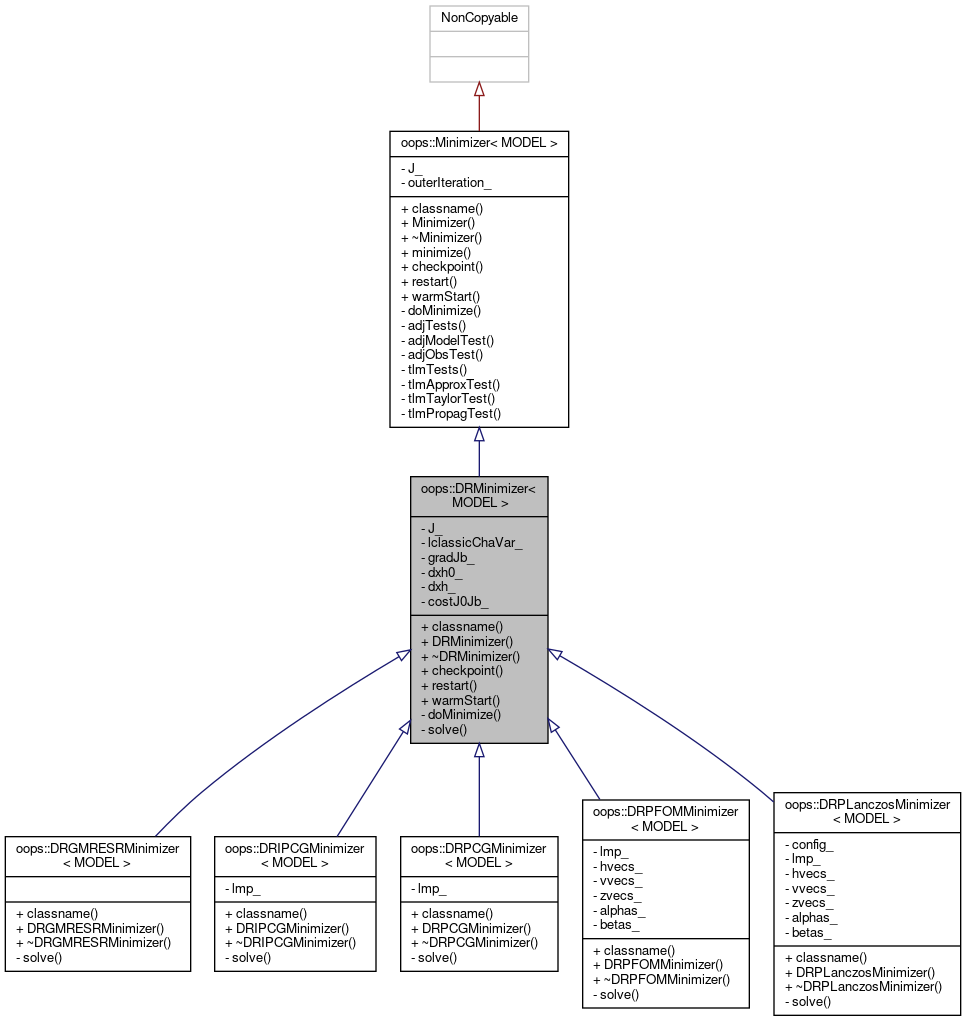 NonCopyable
oops::Minimizer< MODEL >
- J_
- outerIteration_
+ classname()
+ Minimizer()
+ ~Minimizer()
+ minimize()
+ checkpoint()
+ restart()
+ warmStart()
- doMinimize()
- adjTests()
- adjModelTest()
- adjObsTest()
- tlmTests()
- tlmApproxTest()
- tlmTaylorTest()
- tlmPropagTest()
oops::DRMinimizer<
MODEL >
- J_
- lclassicChaVar_
- gradJb_
- dxh0_
- dxh_
- costJ0Jb_
+ classname()
+ DRMinimizer()
+ ~DRMinimizer()
+ checkpoint()
+ restart()
+ warmStart()
- doMinimize()
- solve()
oops::DRGMRESRMinimizer
< MODEL >
+ classname()
+ DRGMRESRMinimizer()
+ ~DRGMRESRMinimizer()
- solve()
oops::DRIPCGMinimizer
< MODEL >
- lmp_
+ classname()
+ DRIPCGMinimizer()
+ ~DRIPCGMinimizer()
- solve()
oops::DRPCGMinimizer
< MODEL >
- lmp_
+ classname()
+ DRPCGMinimizer()
+ ~DRPCGMinimizer()
- solve()
oops::DRPFOMMinimizer
< MODEL >
- lmp_
- hvecs_
- vvecs_
- zvecs_
- alphas_
- betas_
+ classname()
+ DRPFOMMinimizer()
+ ~DRPFOMMinimizer()
- solve()
oops::DRPLanczosMinimizer
< MODEL >
- config_
- lmp_
- hvecs_
- vvecs_
- zvecs_
- alphas_
- betas_
+ classname()
+ DRPLanczosMinimizer()
+ ~DRPLanczosMinimizer()
- solve()